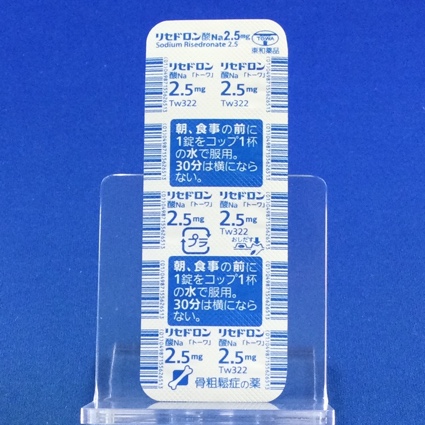 リセドロン酸Na2.5mg
Sodium Risedronate 2.5
TOWA
東和薬品
リセドロン リセドロン
酸Na「トーワ」 酸Na「トーワ」
2.5mg 2.5mg
Tw322 Tw322
朝、食事の前に
1錠をコップ1杯
の水で服用。
30分は横になら
ない。
リセドロン リセドロン
酸Na「トーワ」 酸Na「トーワ」
2.5mg 2.5mg
Tw322
プラ おしだす
朝、食事の前に
1錠をコップ1杯
の水で服用。
30分は横になら
ない。
リセドロン リセドロン
酸Na「トーワ」 酸Na「トーワ」
2.5mg 2.5mg
Tw322
骨粗鬆症の薬